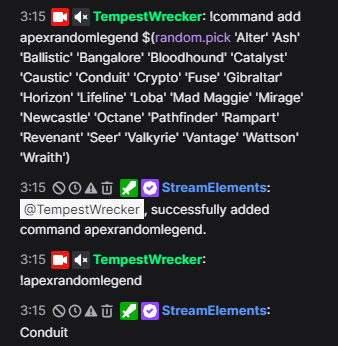 3:15 TempestWrecker: !command add
apexrandomlegend $(random.pick 'Alter' 'Ash'
'Ballistic' 'Bangalore' 'Bloodhound' 'Catalyst'
'Caustic' 'Conduit' 'Crypto' 'Fuse' 'Gibraltar'
'Horizon' 'Lifeline' 'Loba' 'Mad Maggie' 'Mirage'
'Newcastle' 'Octane' 'Pathfinder' 'Rampart'
'Revenant' 'Seer' 'Valkyrie' 'Vantage' 'Wattson'
'Wraith')
3:15 StreamElements:
@TempestWrecker, successfully added
command apexrandomlegend.
3:15 TempestWrecker:
!apexrandomlegend
3:15 StreamElements:
Conduit